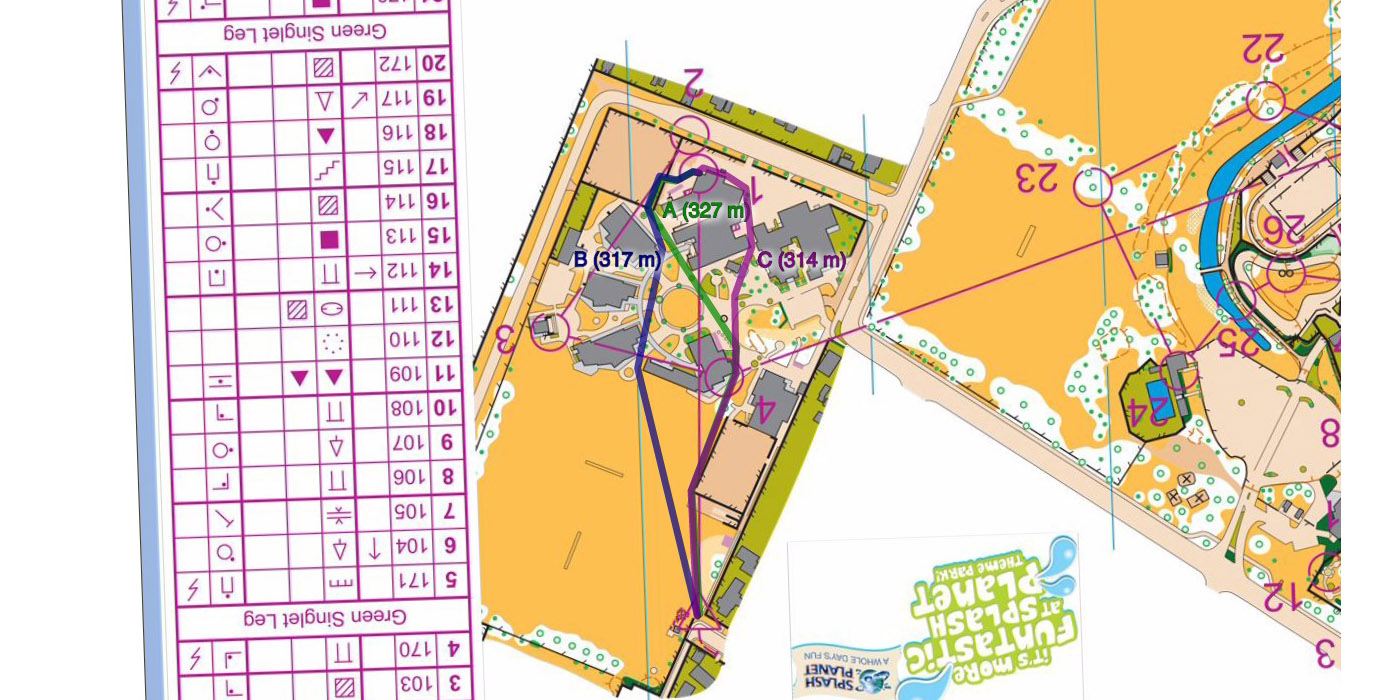 3 103
4 170
Green Singlet Leg
5 171
6 104
7 105
8 106
9 107
10 108
11 109
12 110
13 111
14 112
15 113
16 114
17 115
18 116
19 117
20 172
Green Singlet Leg
22
2
23
1
A (327 m)
26
B (317 m)
C (314 m)
3
25
4
24
8
12
3
it's more
FUNTASTIC
AT SPLASH
PLANET
THEME PARK!
SPLASH
PLANET
A WHOLE DAY'S FUN